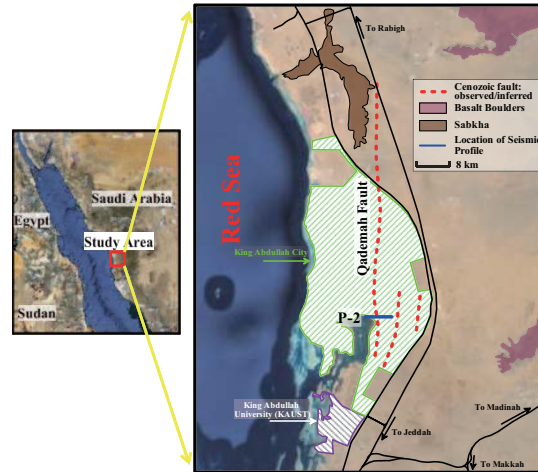 Saudi Arabia
Egypt
Study Area
Sudan
To Rabigh
Cenozoic fault:
observed/inferred
Basalt Boulders
Sabkha
Location of Seismic
Profile
8 km
Red Sea
Qademah Fault
King Abdullah City
P-2
King Abdullah
University (KAUST)
To Jeddah
To Madinah
To Makkah